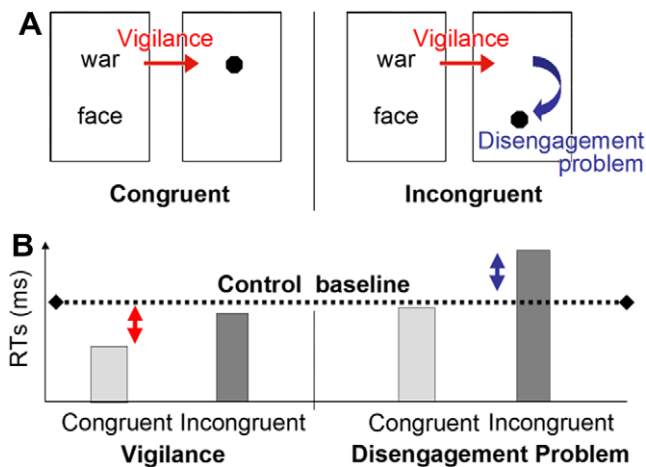 A
Vigilance
war
face
Congruent
Vigilance
war
face
Disengagement
problem
Incongruent
B
RTs (ms)
Control baseline
Congruent Incongruent
Vigilance
Congruent Incongruent
Disengagement Problem